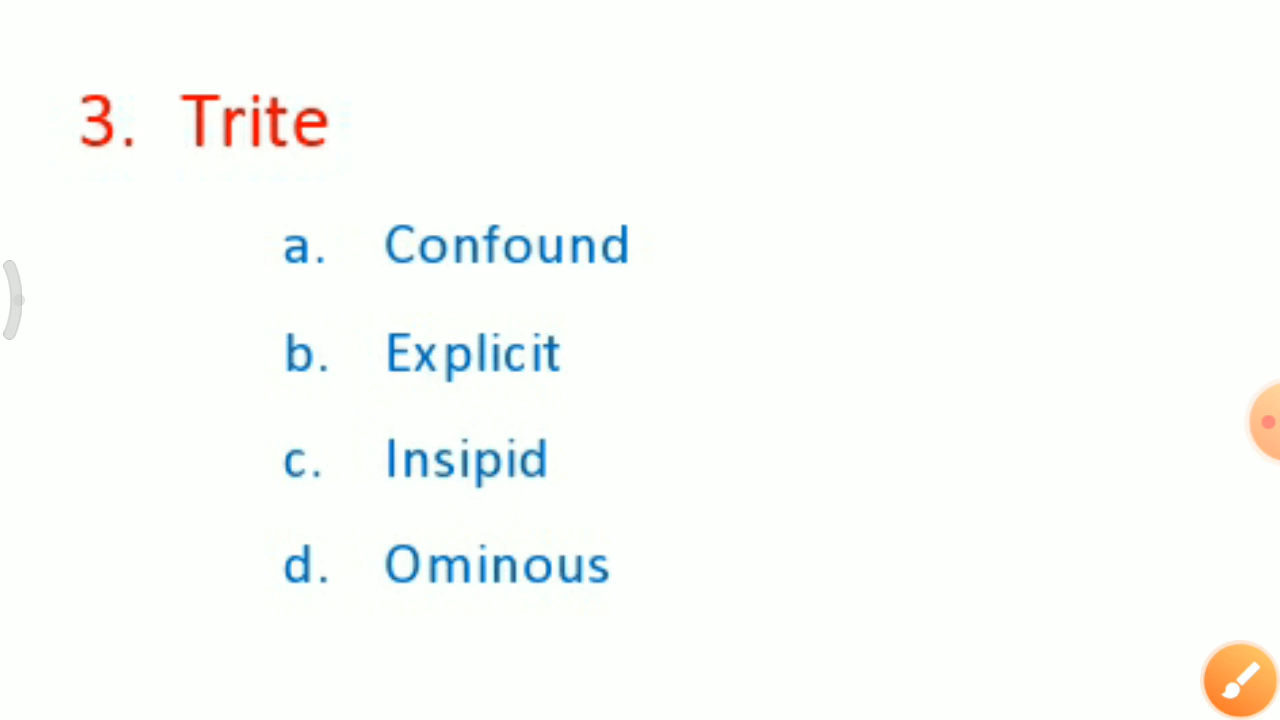 3. Trite
a. Confound
b. Explicit
c. Insipid
d. Ominous